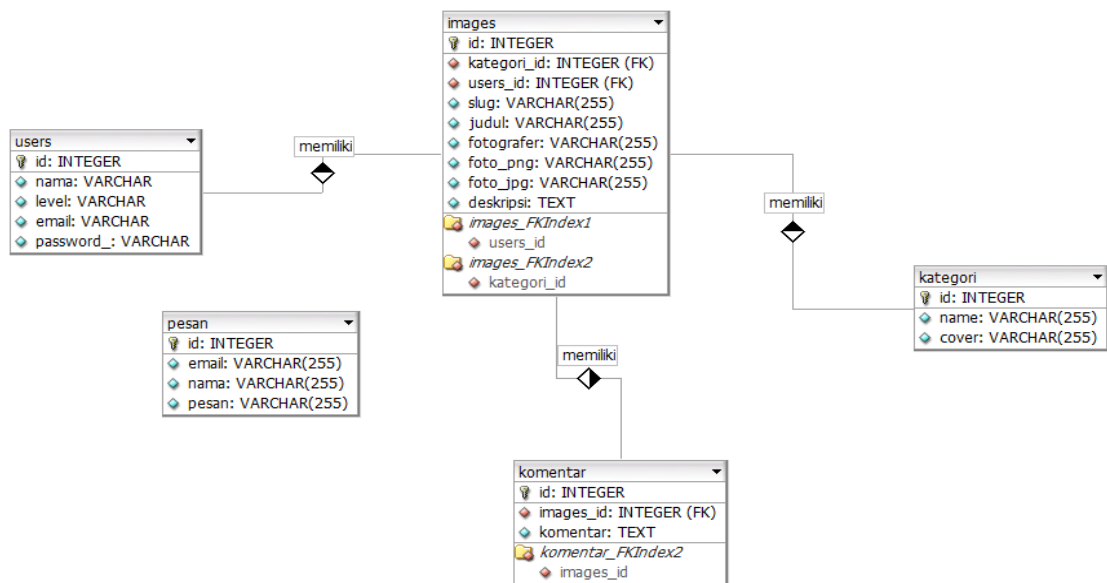 images
id: INTEGER
kategori_id: INTEGER (FK)
users_id: INTEGER (FK)
slug: VARCHAR(255)
judul: VARCHAR(255)
fotografer: VARCHAR(255)
foto_png: VARCHAR(255)
foto_jpg: VARCHAR(255)
deskripsi: TEXT
images_FKIndex1
users_id
images_FKIndex2
kategori_id
users
id: INTEGER
nama: VARCHAR
level: VARCHAR
email: VARCHAR
password_: VARCHAR
memiliki
memiliki
kategori
id: INTEGER
name: VARCHAR(255)
cover: VARCHAR(255)
pesan
id: INTEGER
email: VARCHAR(255)
nama: VARCHAR(255)
pesan: VARCHAR(255)
memiliki
komentar
id: INTEGER
images_id: INTEGER (FK)
komentar: TEXT
komentar_FKIndex2
images_id